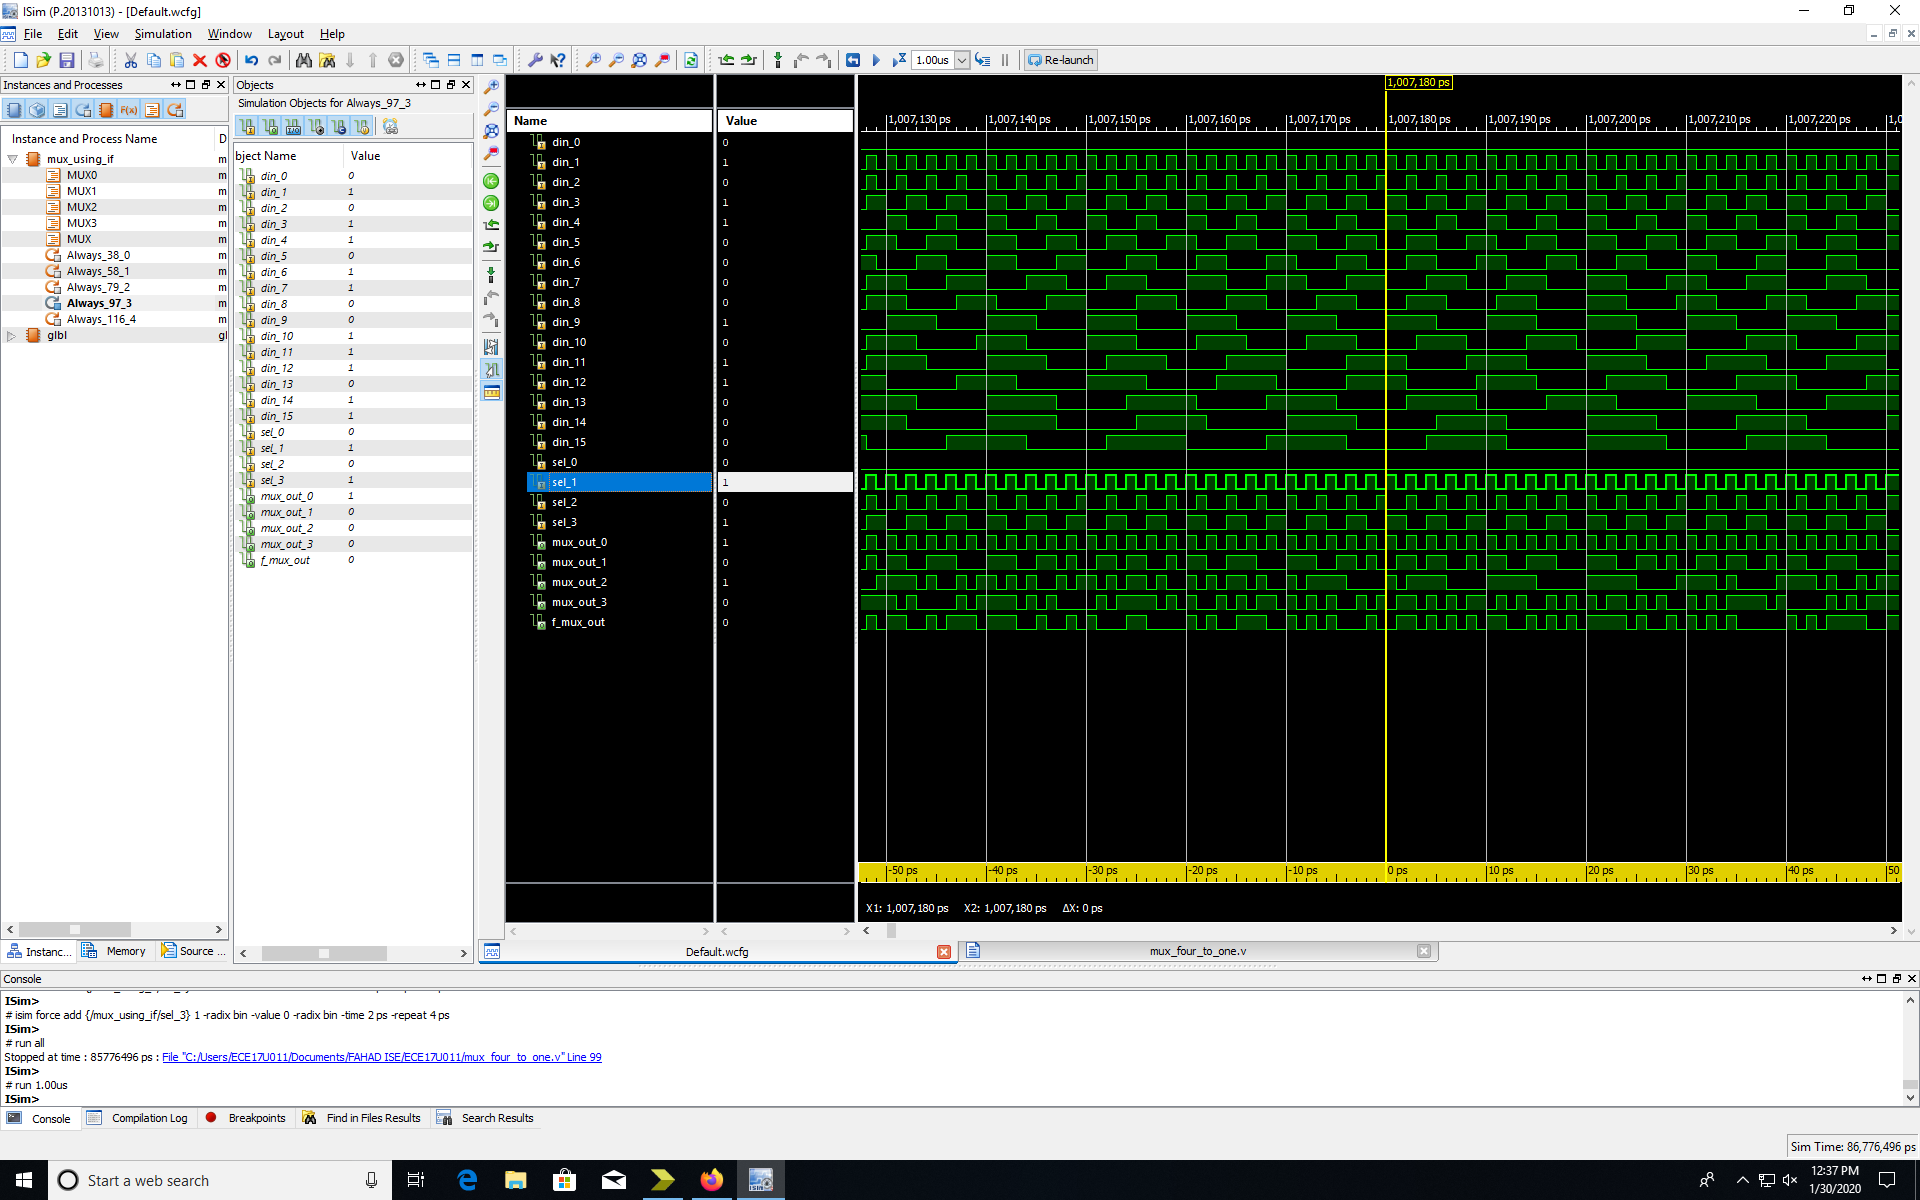 ISim (P.20131013) - [Default.wcfg]
File Edit View Simulation Window Layout Help
1.00us Re-launch
Instances and Processes
Instance and Process Name D
mux_using_if m
MUX0 m
MUX1 m
MUX2 m
MUX3 m
MUX m
Always_38_0 m
Always_58_1 m
Always_79_2 m
Always_97_3 m
Always_116_4 m
glbl gl
Instanc... Memory Source ...
Objects
Simulation Objects for Always_97_3
bject Name Value
din_0 0
din_1 1
din_2 0
din_3 1
din_4 1
din_5 0
din_6 1
din_7 1
din_8 0
din_9 0
din_10 1
din_11 1
din_12 1
din_13 0
din_14 1
din_15 1
sel_0 0
sel_1 1
sel_2 0
sel_3 1
mux_out_0 1
mux_out_1 0
mux_out_2 0
mux_out_3 0
f_mux_out 0
Name Value
din_0 0
din_1 1
din_2 0
din_3 1
din_4 1
din_5 0
din_6 0
din_7 0
din_8 0
din_9 1
din_10 0
din_11 1
din_12 1
din_13 0
din_14 0
din_15 0
sel_0 0
sel_1 1
sel_2 0
sel_3 1
mux_out_0 1
mux_out_1 0
mux_out_2 1
mux_out_3 0
f_mux_out 0
1,007,180 ps
1,007,130 ps 1,007,140 ps 1,007,150 ps 1,007,160 ps 1,007,170 ps 1,007,180 ps 1,007,190 ps 1,007,200 ps 1,007,210 ps 1,007,220 ps 1,0
-50 ps -40 ps -30 ps -20 ps -10 ps 0 ps 10 ps 20 ps 30 ps 40 ps 50
X1: 1,007,180 ps X2: 1,007,180 ps ΔX: 0 ps
Default.wcfg mux_four_to_one.v
Console
ISim>
# isim force add {/mux_using_if/sel_3} 1 -radix bin -value 0 -radix bin -time 2 ps -repeat 4 ps
ISim>
# run all
Stopped at time : 85776496 ps : File "C:/Users/ECE17U011/Documents/FAHAD ISE/ECE17U011/mux_four_to_one.v" Line 99
ISim>
# run 1.00us
ISim>
Console Compilation Log Breakpoints Find in Files Results Search Results
Sim Time: 86,776,496 ps
Start a web search
12:37 PM
1/30/2020